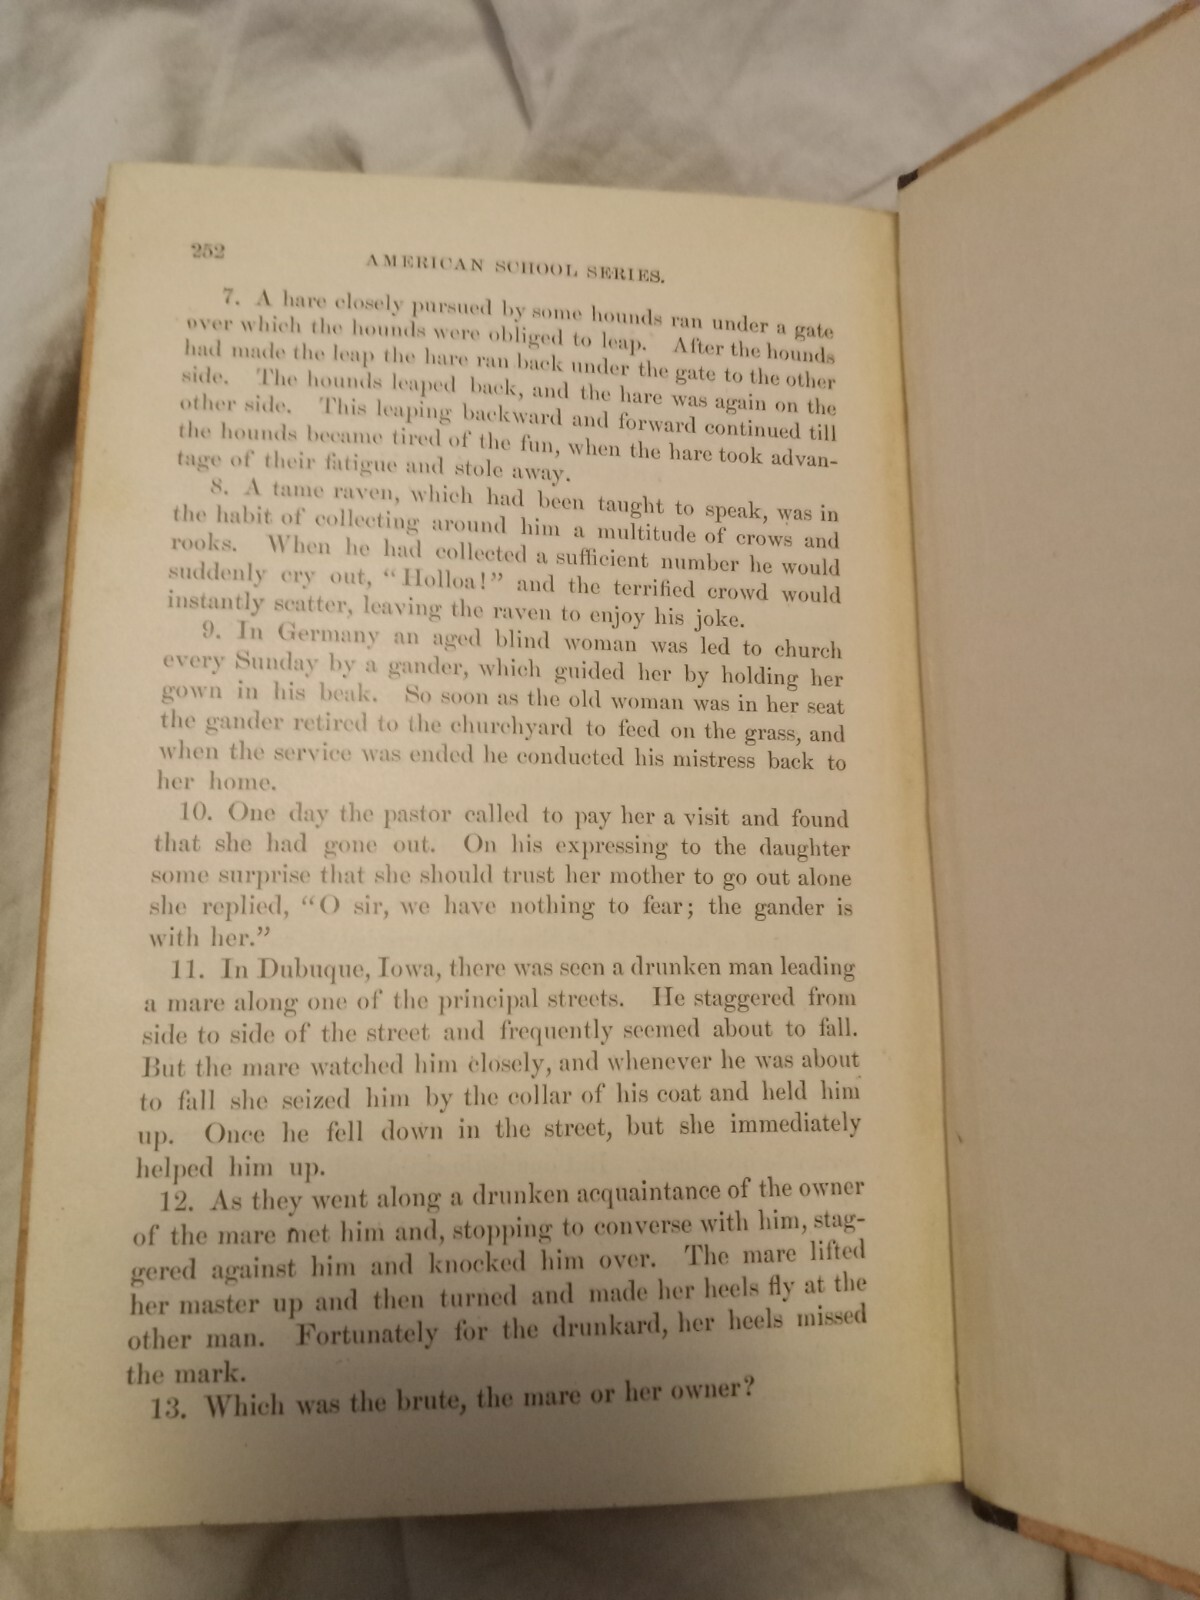 252
AMERICAN SCHOOL SERIES.
7. A hare closely pursued by some hounds ran under a gate
over which the hounds were obliged to leap. After the hounds
had made the leap the hare ran back under the gate to the other
side. The hounds leaped back, and the hare was again on the
other side. This leaping backward and forward continued till
the hounds became tired of the fun, when the hare took advan-
tage of their fatigue and stole away.
8. A tame raven, which had been taught to speak, was in
the habit of collecting around him a multitude of crows and
rooks. When he had collected a sufficient number he would
suddenly cry out, “Holloa!” and the terrified crowd would
instantly scatter, leaving the raven to enjoy his joke.
9. In Germany an aged blind woman was led to church
every Sunday by a gander, which guided her by holding her
gown in his beak. So soon as the old woman was in her seat
the gander retired to the churchyard to feed on the grass, and
when the service was ended he conducted his mistress back to
her home.
10. One day the pastor called to pay her a visit and found
that she had gone out. On his expressing to the daughter
some surprise that she should trust her mother to go out alone
she replied, “O sir, we have nothing to fear; the gander is
with her.”
11. In Dubuque, Iowa, there was seen a drunken man leading
a mare along one of the principal streets. He staggered from
side to side of the street and frequently seemed about to fall.
But the mare watched him closely, and whenever he was about
to fall she seized him by the collar of his coat and held him
up. Once he fell down in the street, but she immediately
helped him up.
12. As they went along a drunken acquaintance of the owner
of the mare met him and, stopping to converse with him, stag-
gered against him and knocked him over. The mare lifted
her master up and then turned and made her heels fly at the
other man. Fortunately for the drunkard, her heels missed
the mark.
13. Which was the brute, the mare or her owner?